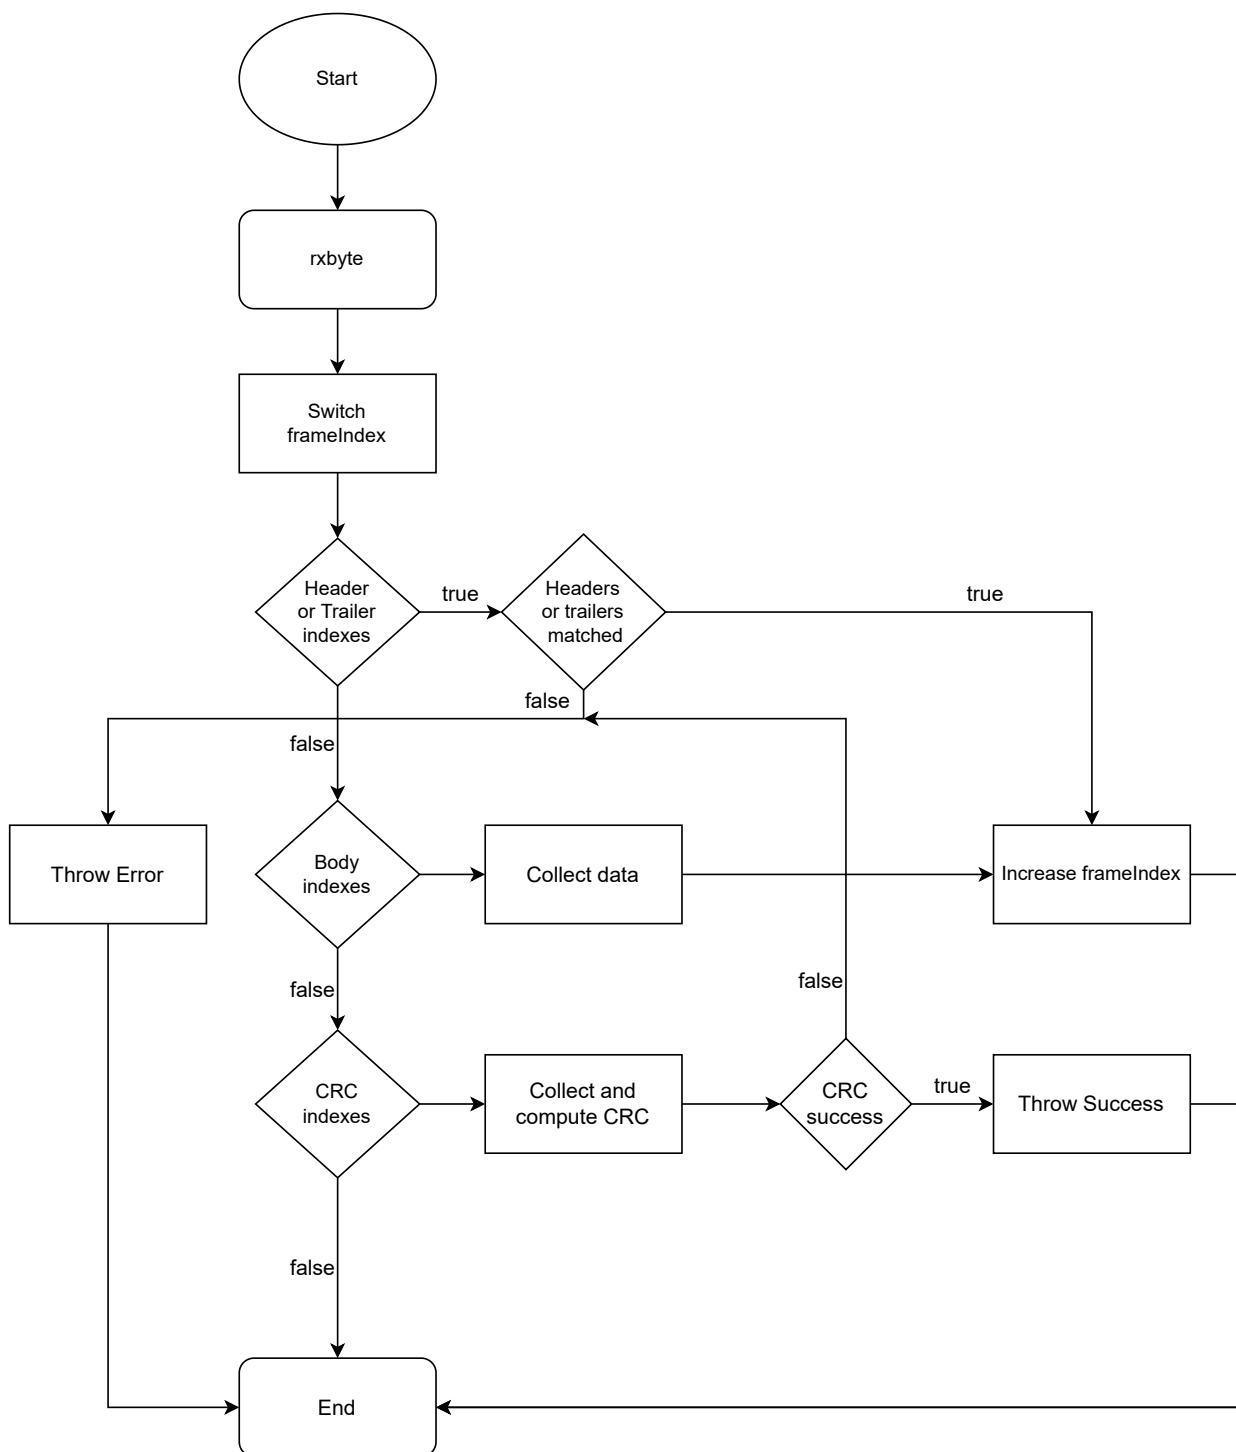 Start
rxbyte
Switch
frameIndex
Header
or Trailer
indexes
true
Headers
or trailers
matched
true
false
false
Throw Error
Body
indexes
Collect data
Increase frameIndex
false
false
CRC
indexes
Collect and
compute CRC
CRC
success
true
Throw Success
false
End